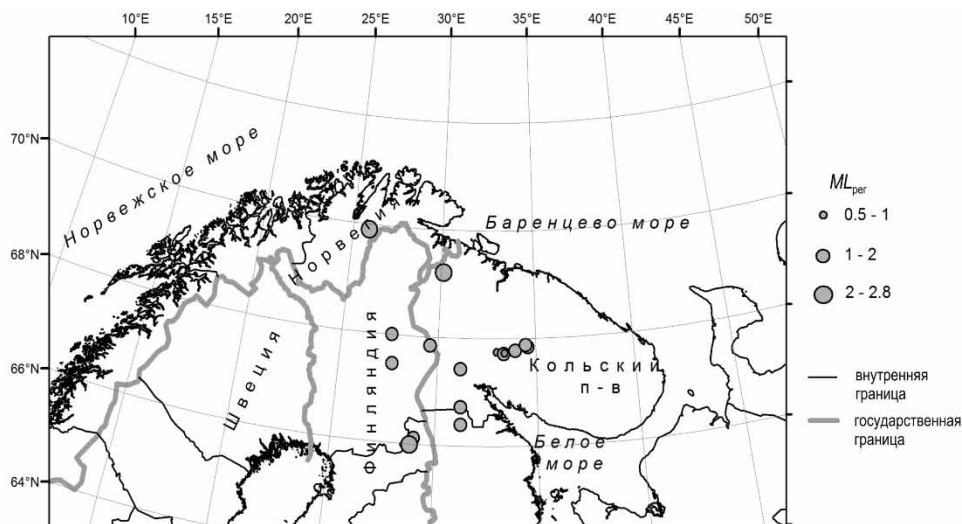 10°E 15°E 20°E 25°E 30°E 35°E 40°E 45°E 50°E
70°N
68°N
66°N
64°N
Норвежское море
Баренцево море
Норвегия
Швеция
Финляндия
Кольский
п-в
Белое
море
MLрег
0.5 - 1
1 - 2
2 - 2.8
внутренняя
граница
государственная
граница